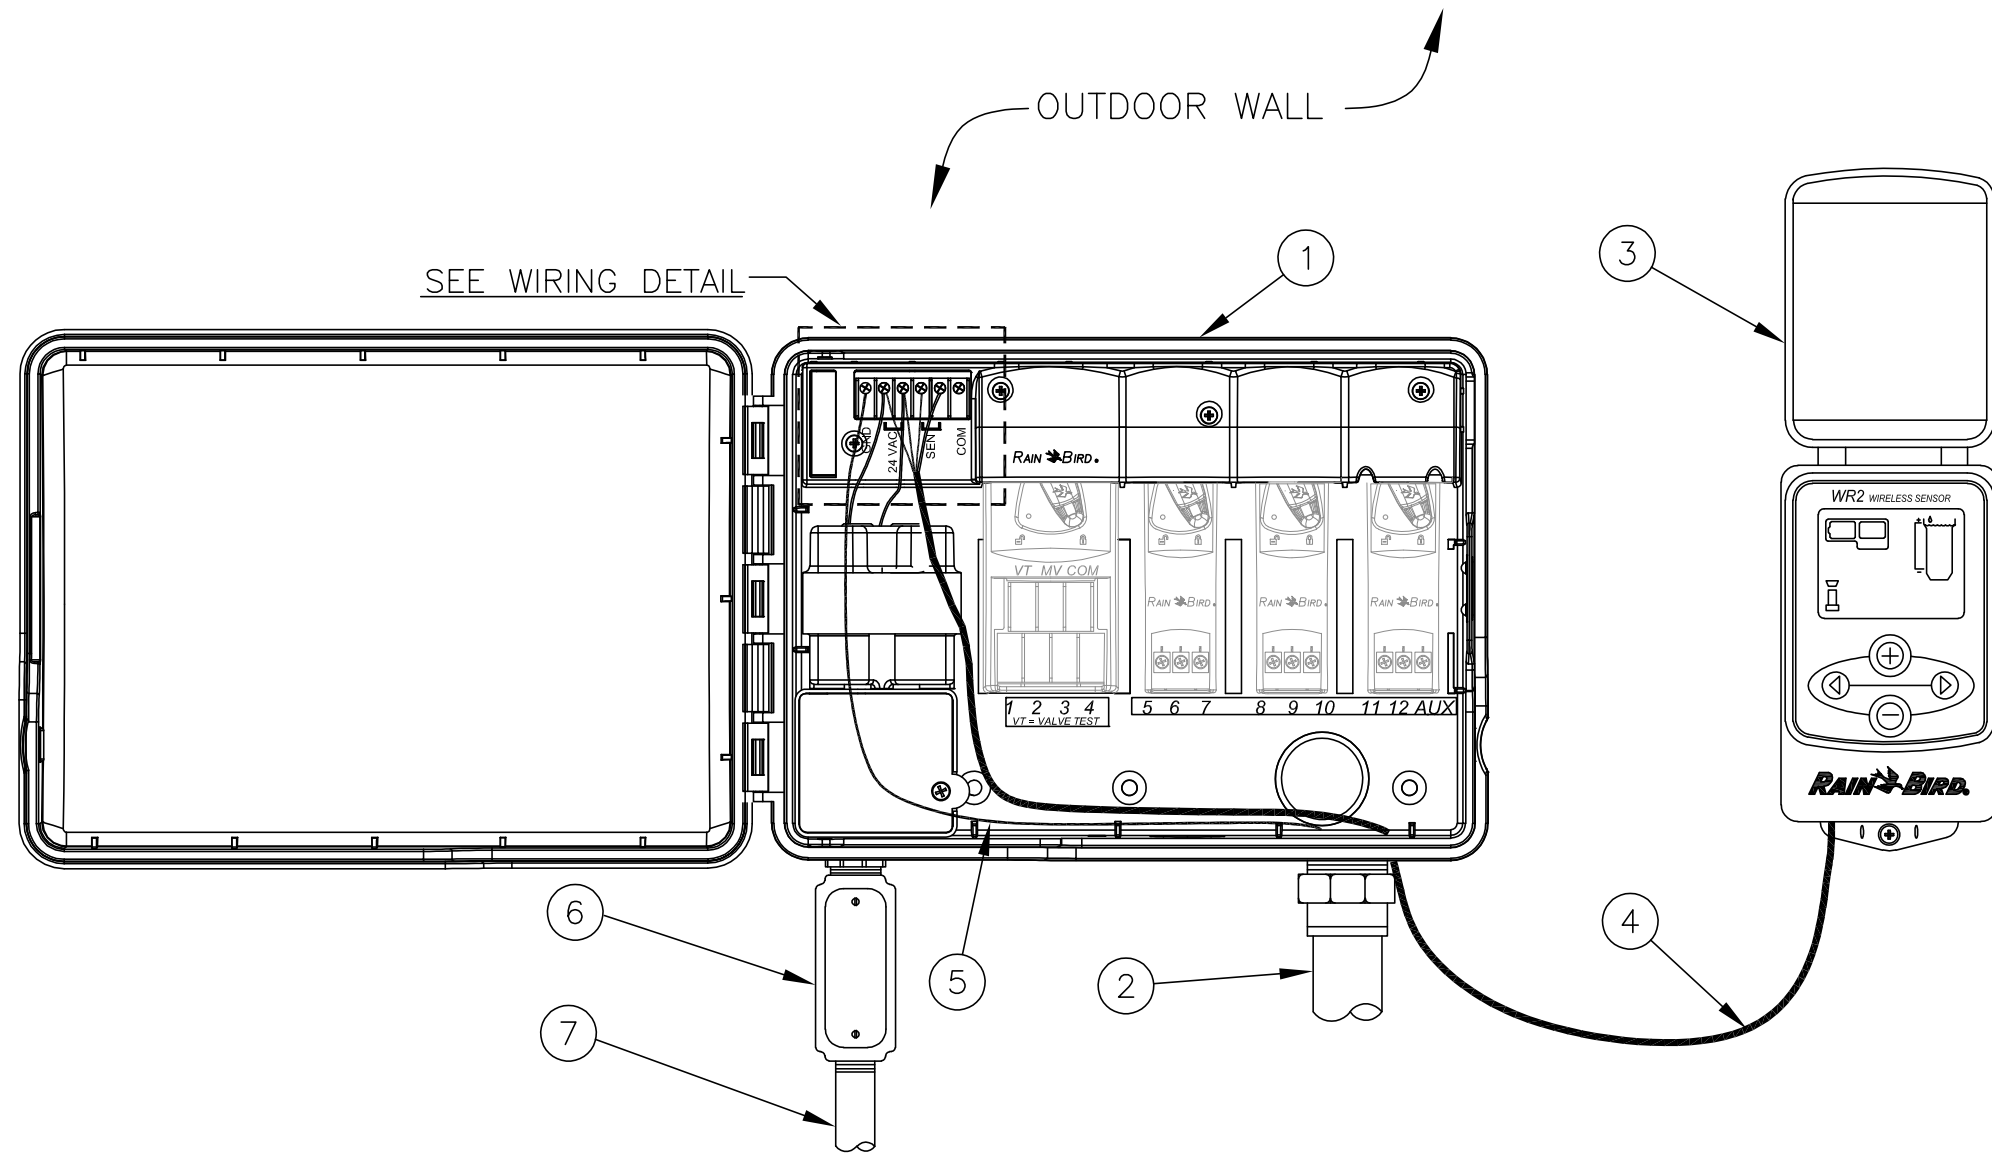 OUTDOOR WALL
SEE WIRING DETAIL
1
3
GND
24 VAC
SEN
COM
RAIN BIRD.
WR2 WIRELESS SENSOR
+
-
VT MV COM
RAIN BIRD.
RAIN BIRD.
RAIN BIRD.
1 2 3 4
VT = VALVE TEST
5 6 7 8 9 10 11 12 AUX
RAIN BIRD.
6
5
2
4
7